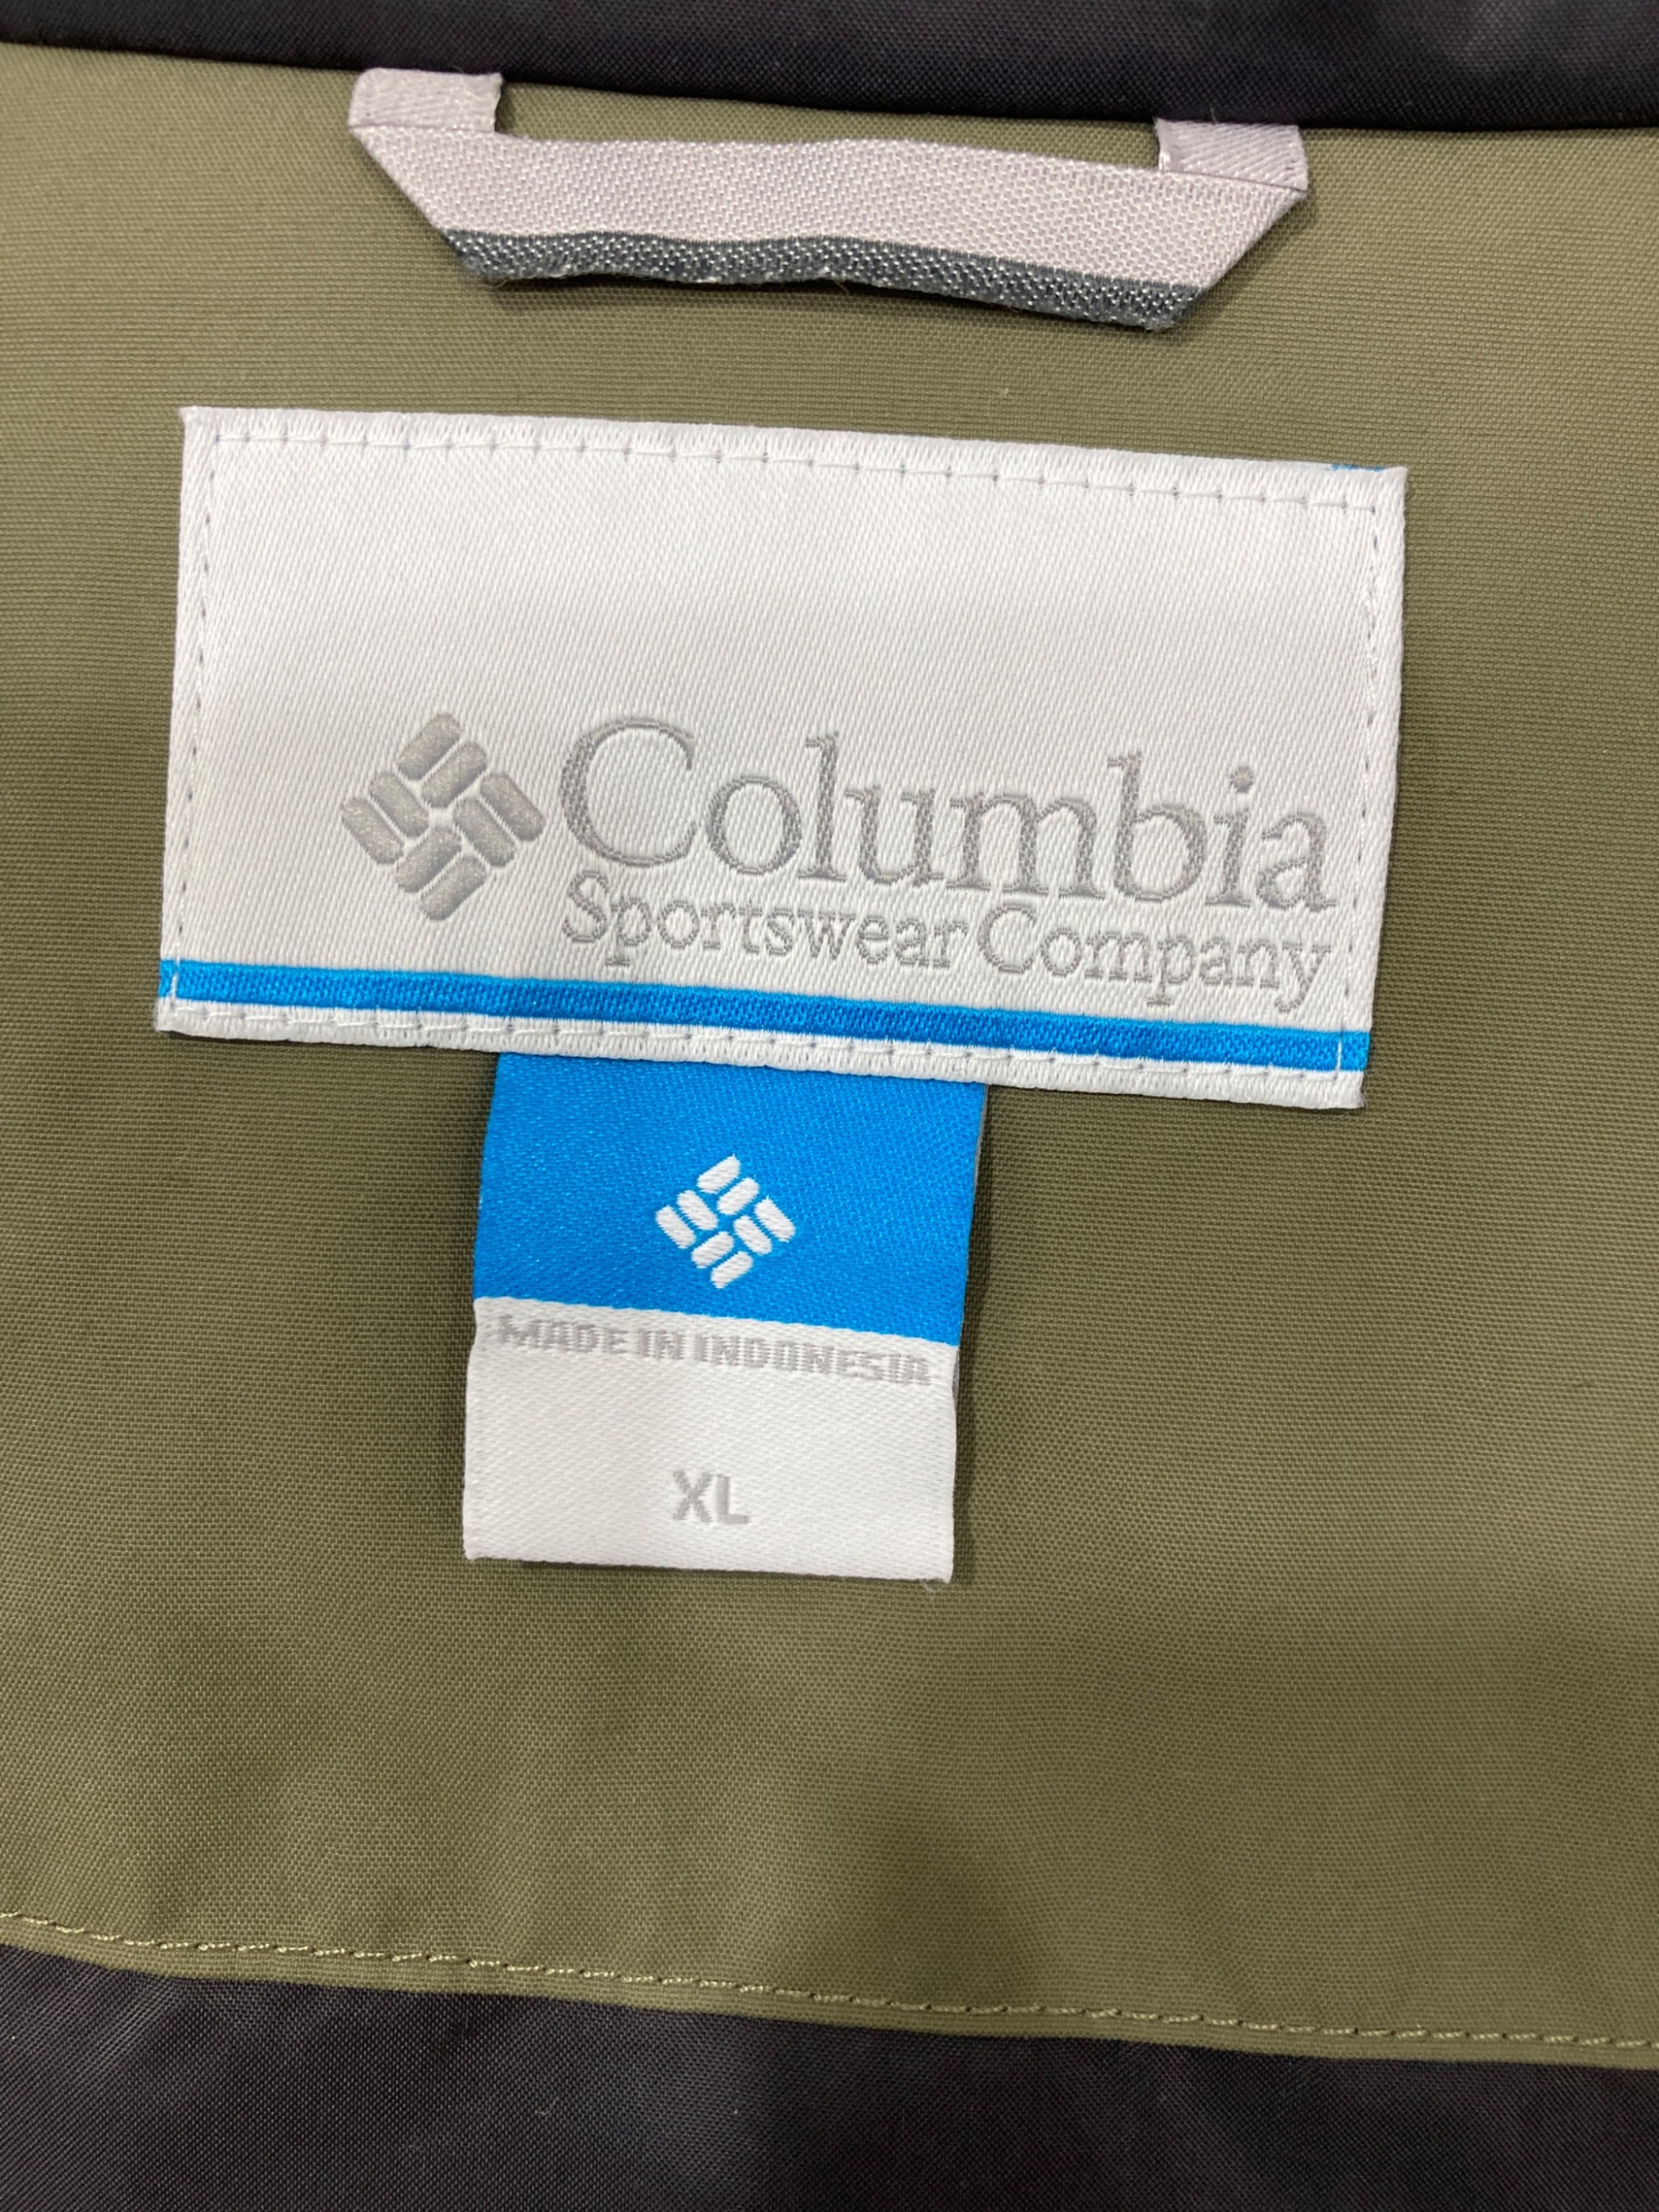 Columbia
Sportswear Company
MADE IN INDONESIA
XL